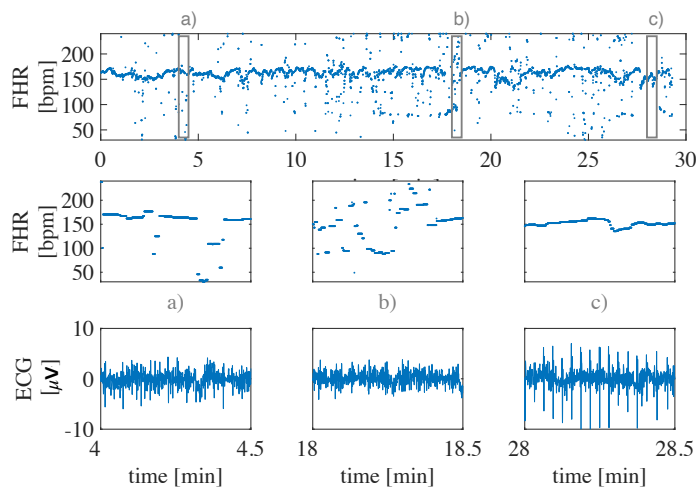 a) b) c)
FHR
[bpm]
200
150
100
50
0 5 10 15 20 25 30
FHR
[bpm]
200
150
100
50
a) b) c)
ECG
[μV]
10
0
-10
4 4.5 18 18.5 28 28.5
time [min] time [min] time [min]